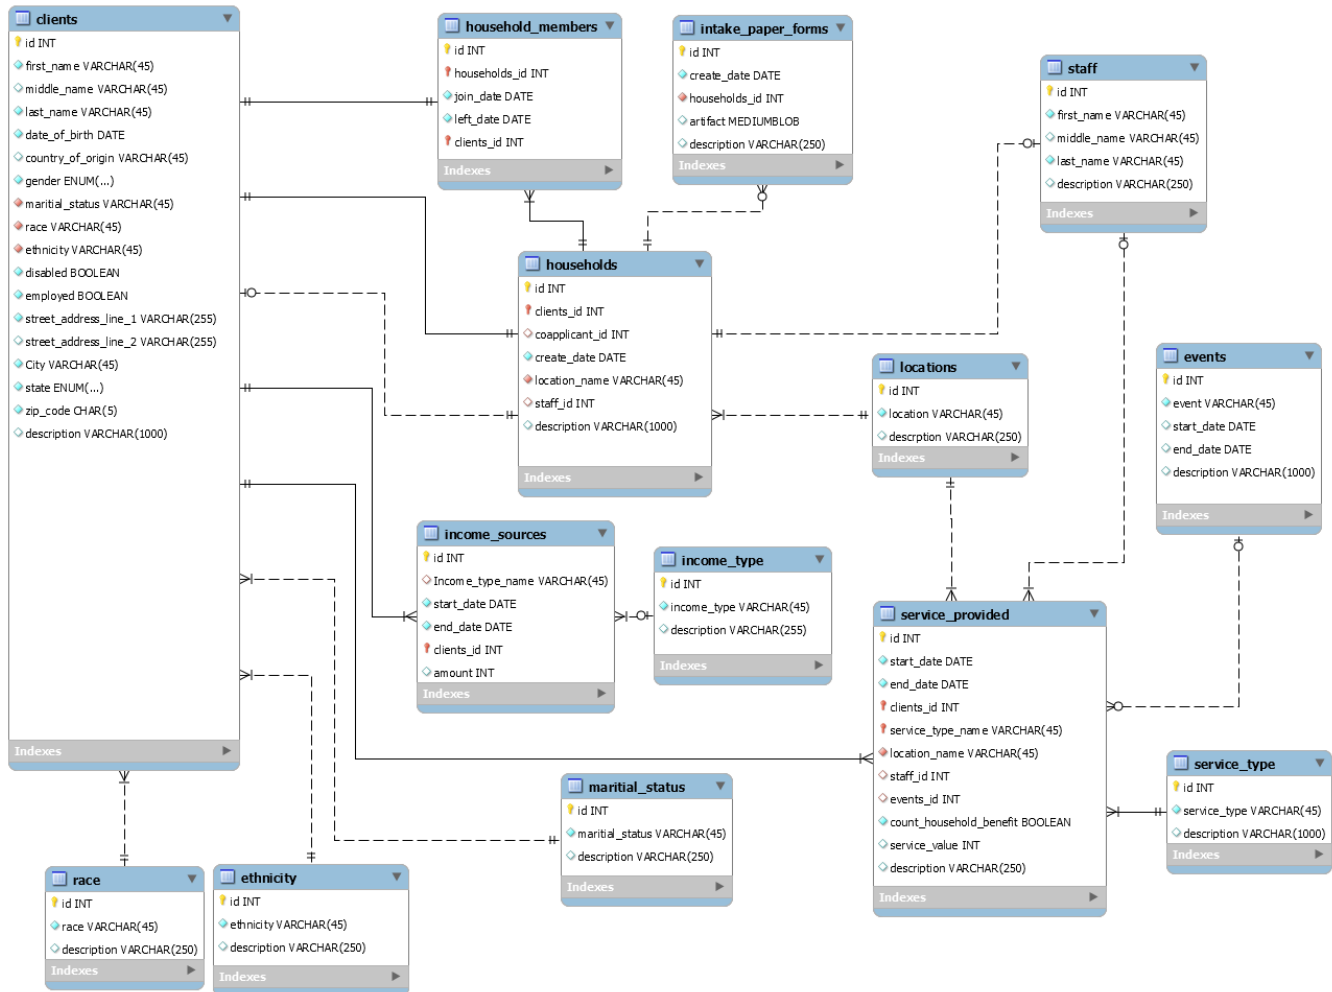 clients
id INT
first_name VARCHAR(45)
middle_name VARCHAR(45)
last_name VARCHAR(45)
date_of_birth DATE
country_of_origin VARCHAR(45)
gender ENUM(...)
maritial_status VARCHAR(45)
race VARCHAR(45)
ethnicity VARCHAR(45)
disabled BOOLEAN
employed BOOLEAN
street_address_line_1 VARCHAR(255)
street_address_line_2 VARCHAR(255)
City VARCHAR(45)
state ENUM(...)
zip_code CHAR(5)
description VARCHAR(1000)
Indexes
household_members
id INT
households_id INT
join_date DATE
left_date DATE
clients_id INT
Indexes
intake_paper_forms
id INT
create_date DATE
households_id INT
artifact MEDIUMBLOB
description VARCHAR(250)
Indexes
staff
id INT
first_name VARCHAR(45)
middle_name VARCHAR(45)
last_name VARCHAR(45)
description VARCHAR(250)
Indexes
households
id INT
clients_id INT
coapplicant_id INT
create_date DATE
location_name VARCHAR(45)
staff_id INT
description VARCHAR(1000)
Indexes
locations
id INT
location VARCHAR(45)
descrption VARCHAR(250)
Indexes
events
id INT
event VARCHAR(45)
start_date DATE
end_date DATE
description VARCHAR(1000)
Indexes
income_sources
id INT
Income_type_name VARCHAR(45)
start_date DATE
end_date DATE
clients_id INT
amount INT
Indexes
income_type
id INT
income_type VARCHAR(45)
description VARCHAR(255)
Indexes
service_provided
id INT
start_date DATE
end_date DATE
clients_id INT
service_type_name VARCHAR(45)
location_name VARCHAR(45)
staff_id INT
events_id INT
count_household_benefit BOOLEAN
service_value INT
description VARCHAR(250)
Indexes
service_type
id INT
service_type VARCHAR(45)
description VARCHAR(1000)
Indexes
maritial_status
id INT
maritial_status VARCHAR(45)
description VARCHAR(250)
Indexes
race
id INT
race VARCHAR(45)
description VARCHAR(250)
Indexes
ethnicity
id INT
ethnicity VARCHAR(45)
description VARCHAR(250)
Indexes